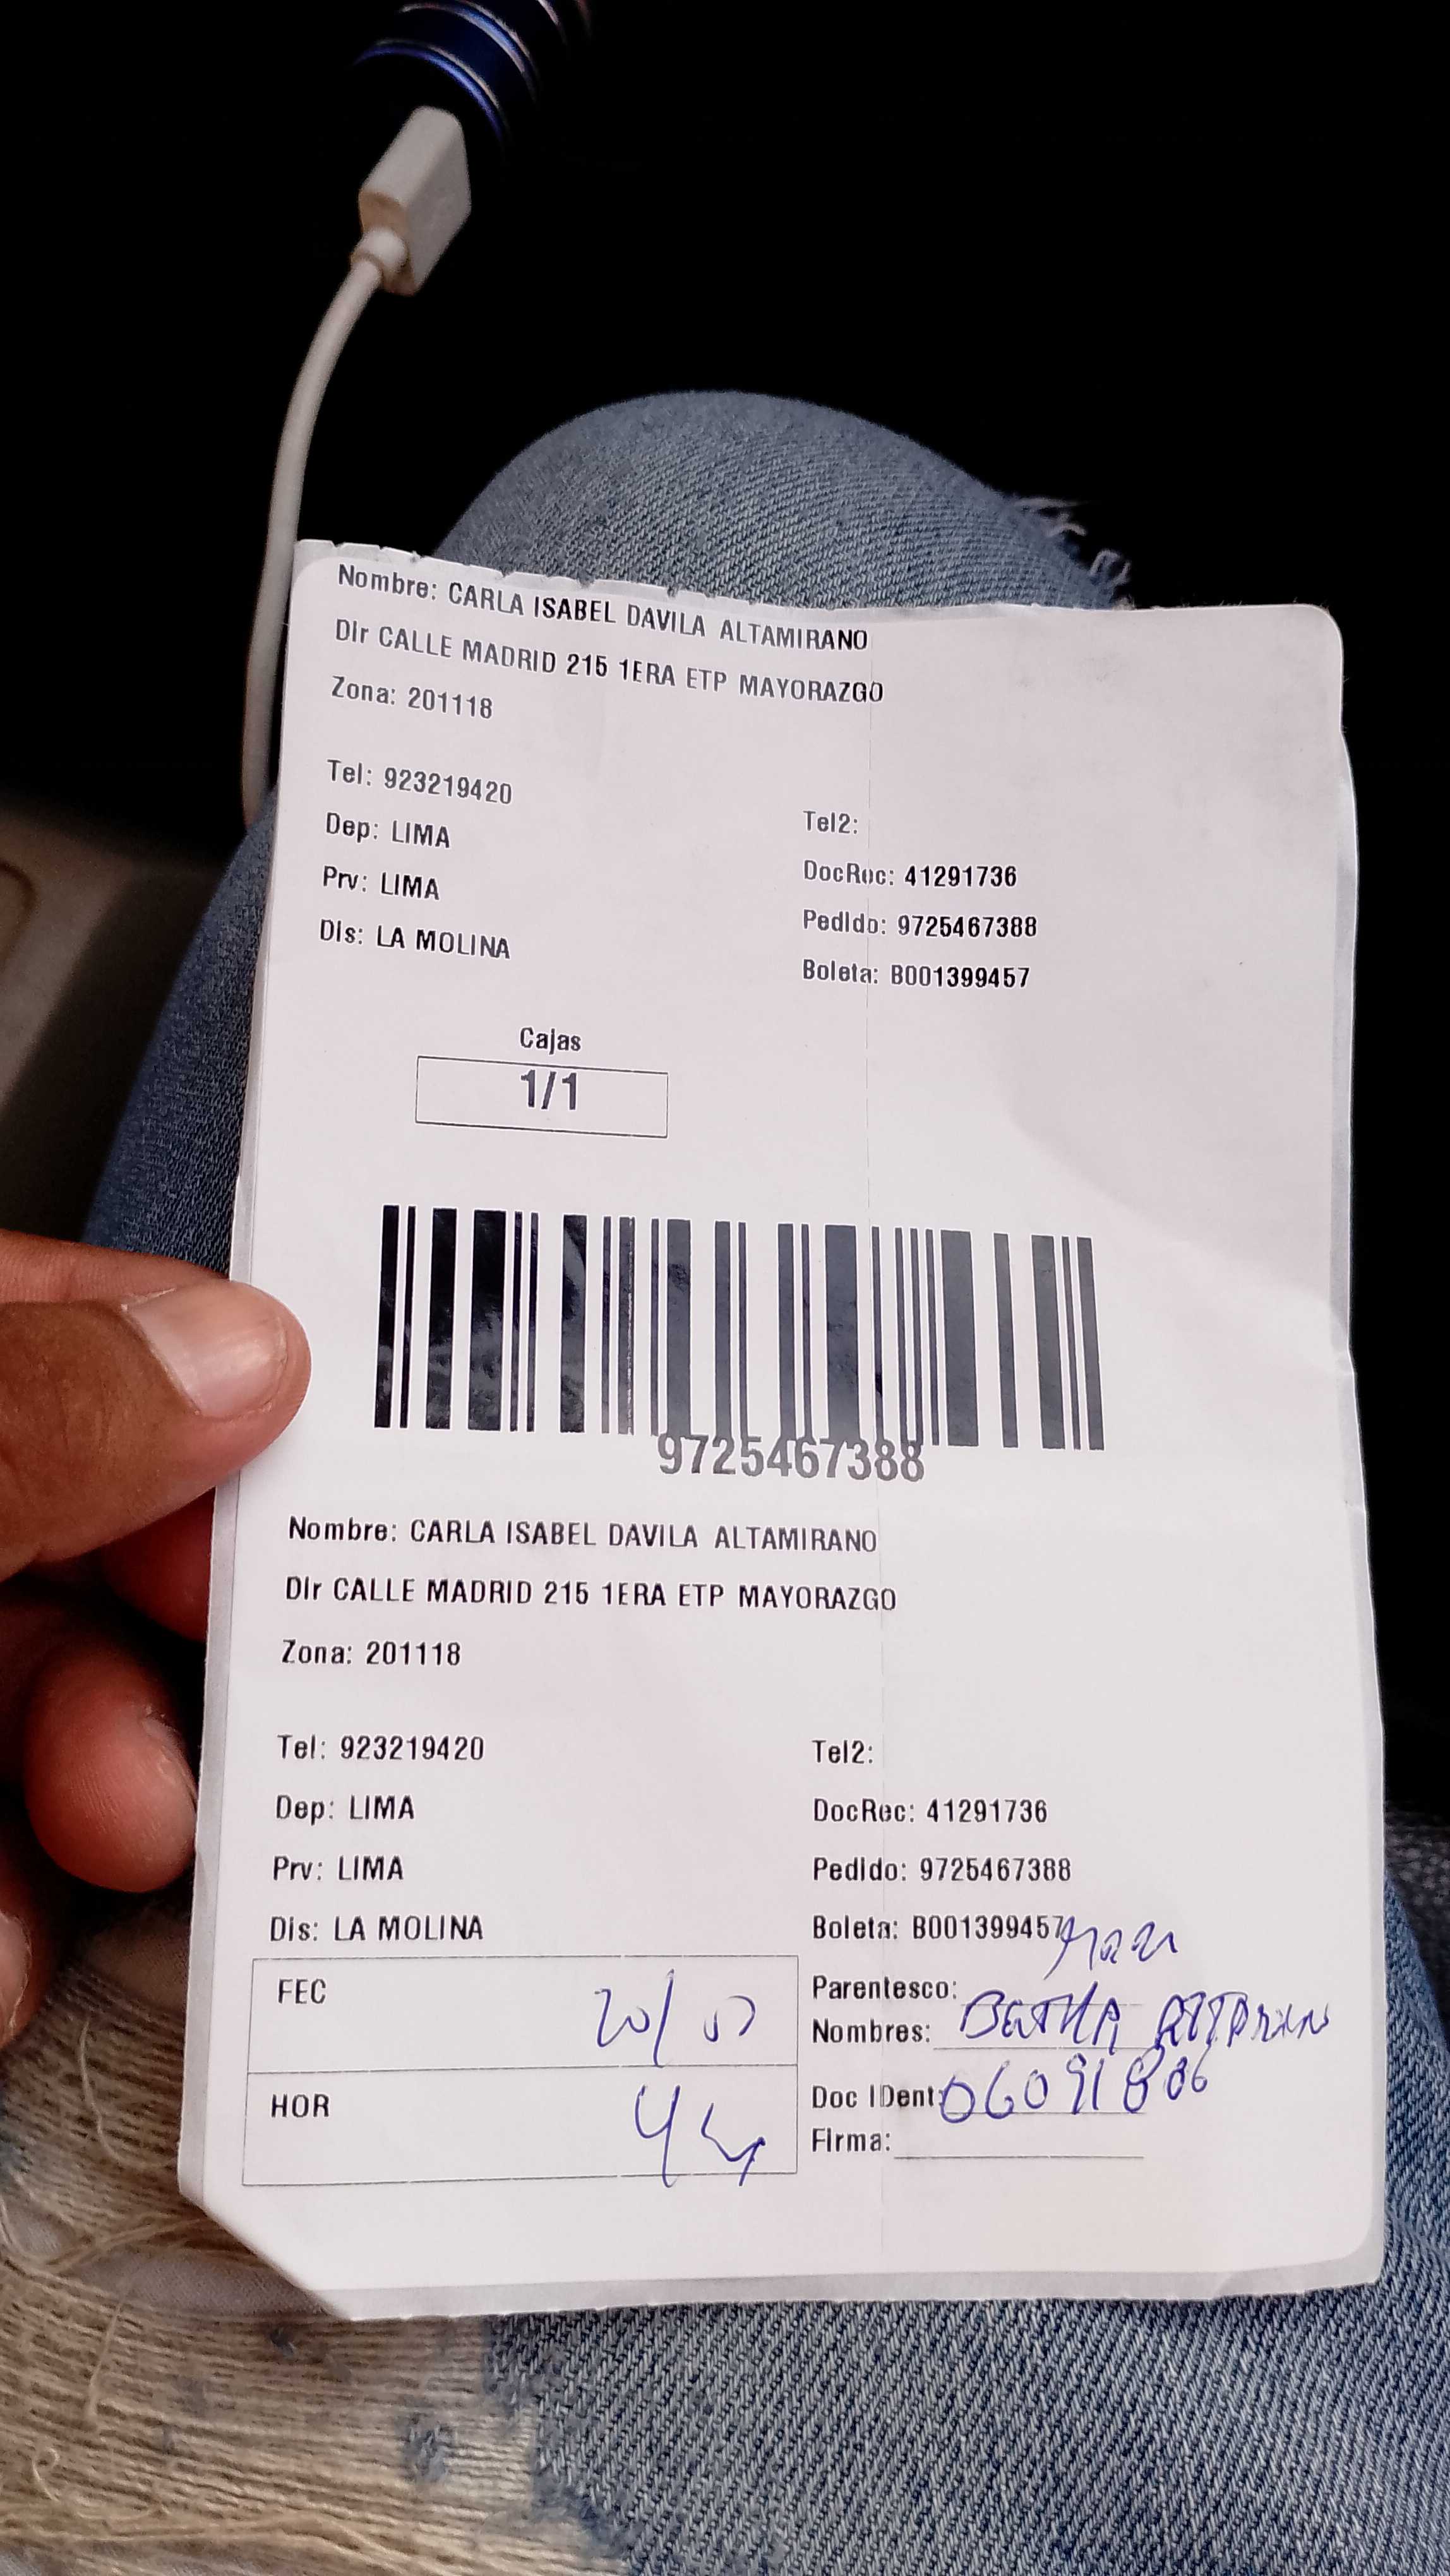 Nombre: CARLA ISABEL DAVILA ALTAMIRANO
Dir CALLE MADRID 215 1ERA ETP MAYORAZGO
Zona: 201118
Tel: 923219420
Tel2:
Dep: LIMA
DocRec: 41291736
Prv: LIMA
Pedido: 9725467388
Dis: LA MOLINA
Boleta: B001399457
Cajas
1/1
9725467388
Nombre: CARLA ISABEL DAVILA ALTAMIRANO
Dir CALLE MADRID 215 1ERA ETP MAYORAZGO
Zona: 201118
Tel: 923219420
Tel2:
Dep: LIMA
DocRec: 41291736
Prv: LIMA
Pedido: 9725467388
Dis: LA MOLINA
Boleta: B001399457
FEC
Parentesco:
Nombres:
HOR
Doc IDent:
Firma: